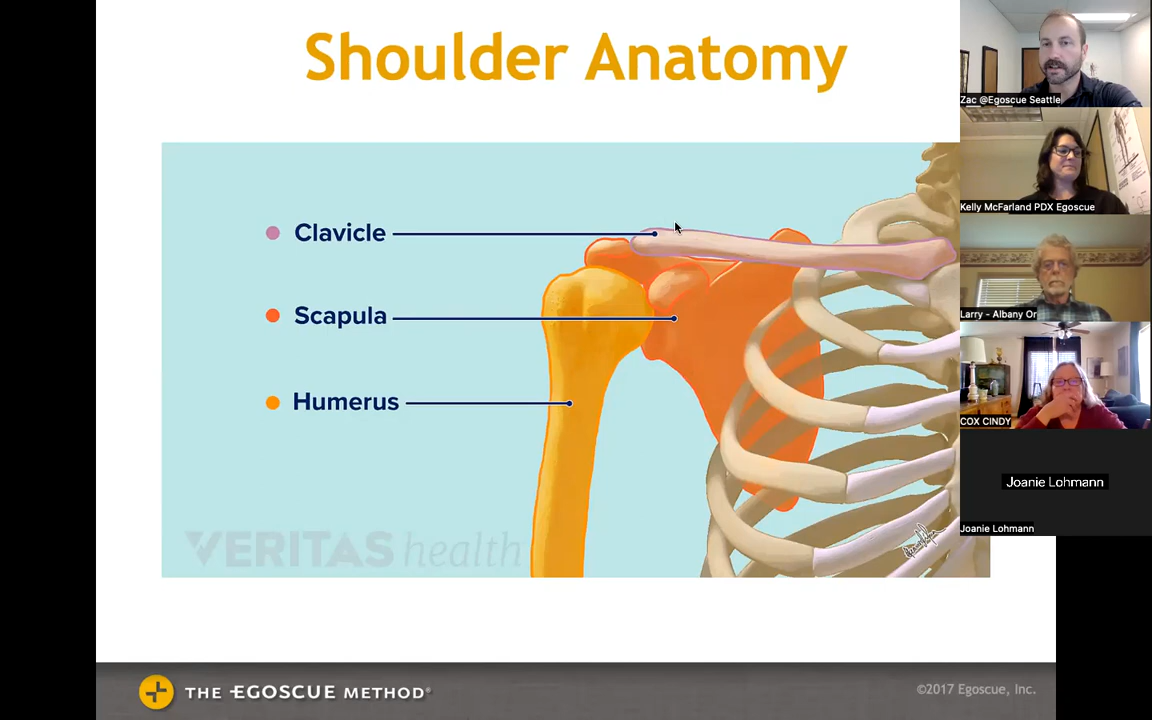 Shoulder Anatomy
Clavicle
Scapula
Humerus
VERITAS health
THE EGOSCUE METHOD®
©2017 Egoscue, Inc.
Zac @Egoscue Seattle
Kelly McFarland PDX Egoscue
Larry - Albany Or
COX CINDY
Joanie Lohmann
Joanie Lohmann